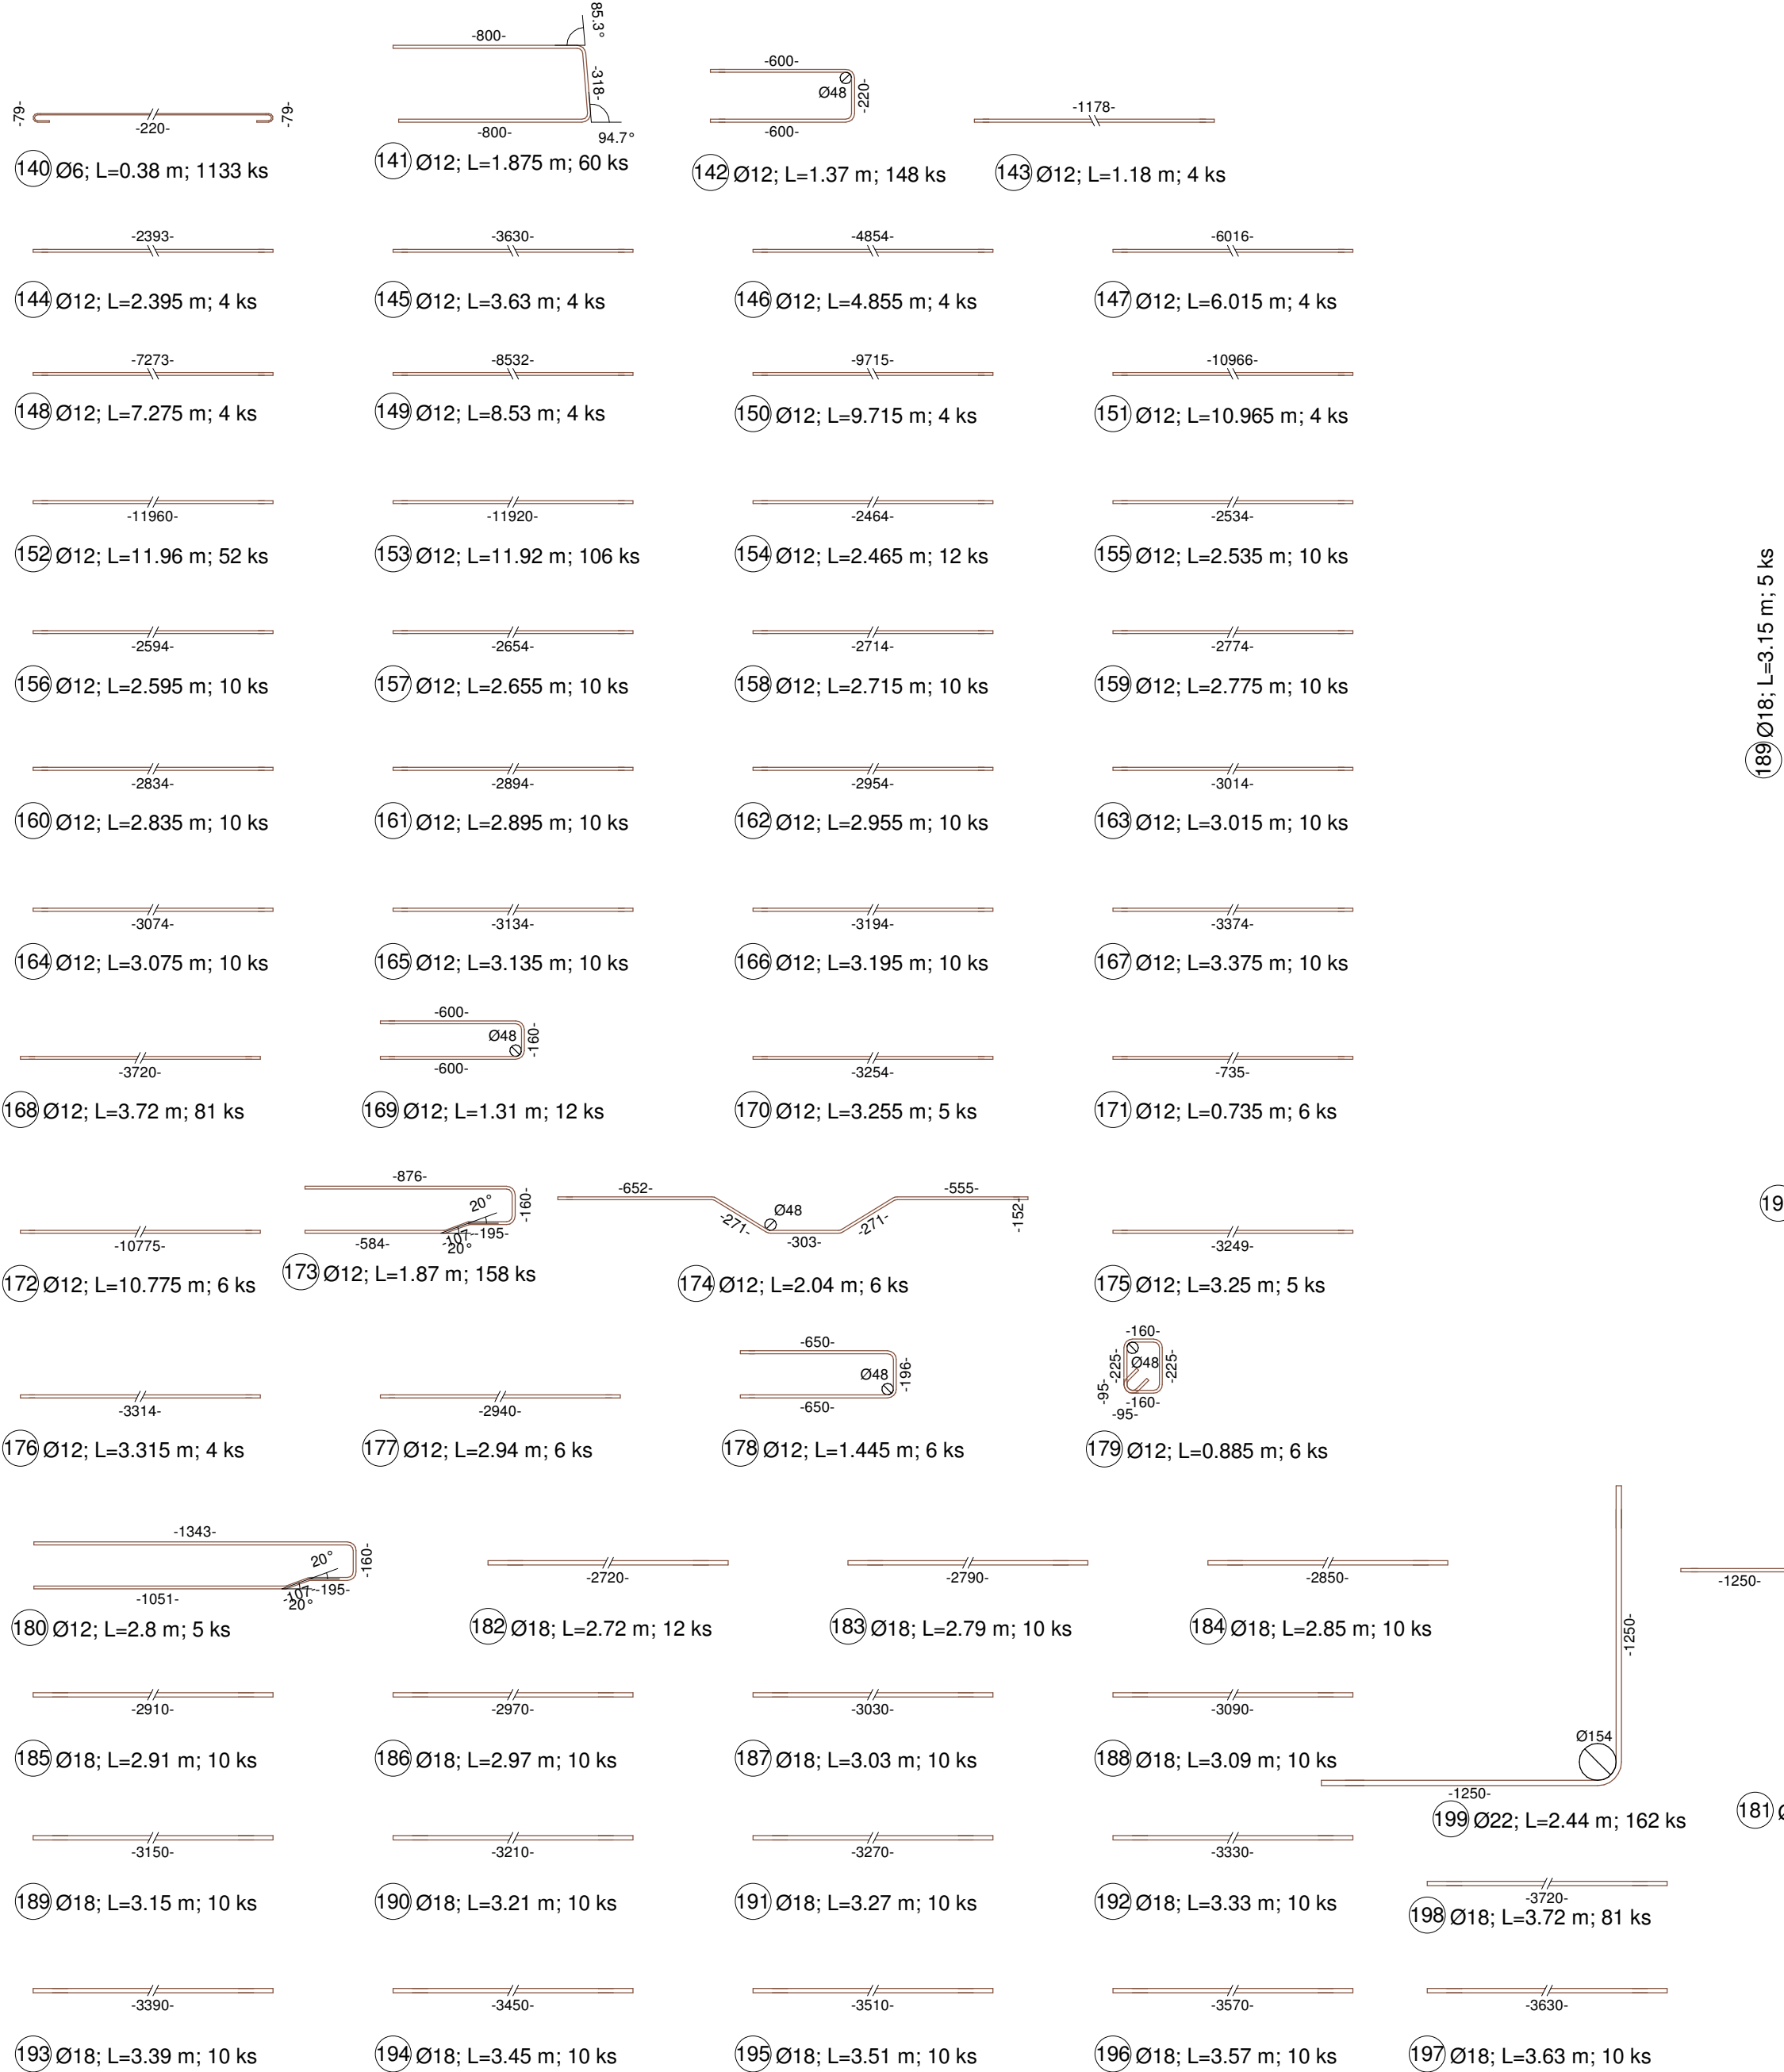 85.3°
-800-
-79-
-220-
-79-
-318-
-800-
94.7°
-600-
Ø48
-220-
-600-
-1178-
140 Ø6; L=0.38 m; 1133 ks
141 Ø12; L=1.875 m; 60 ks
142 Ø12; L=1.37 m; 148 ks
143 Ø12; L=1.18 m; 4 ks
-2393-
-3630-
-4854-
-6016-
144 Ø12; L=2.395 m; 4 ks
145 Ø12; L=3.63 m; 4 ks
146 Ø12; L=4.855 m; 4 ks
147 Ø12; L=6.015 m; 4 ks
-7273-
-8532-
-9715-
-10966-
148 Ø12; L=7.275 m; 4 ks
149 Ø12; L=8.53 m; 4 ks
150 Ø12; L=9.715 m; 4 ks
151 Ø12; L=10.965 m; 4 ks
-11960-
-11920-
-2464-
-2534-
152 Ø12; L=11.96 m; 52 ks
153 Ø12; L=11.92 m; 106 ks
154 Ø12; L=2.465 m; 12 ks
155 Ø12; L=2.535 m; 10 ks
-2594-
-2654-
-2714-
-2774-
156 Ø12; L=2.595 m; 10 ks
157 Ø12; L=2.655 m; 10 ks
158 Ø12; L=2.715 m; 10 ks
159 Ø12; L=2.775 m; 10 ks
189 Ø18; L=3.15 m; 5 ks
-2834-
-2894-
-2954-
-3014-
160 Ø12; L=2.835 m; 10 ks
161 Ø12; L=2.895 m; 10 ks
162 Ø12; L=2.955 m; 10 ks
163 Ø12; L=3.015 m; 10 ks
-3074-
-3134-
-3194-
-3374-
164 Ø12; L=3.075 m; 10 ks
165 Ø12; L=3.135 m; 10 ks
166 Ø12; L=3.195 m; 10 ks
167 Ø12; L=3.375 m; 10 ks
-3720-
-600-
Ø48
-160-
-600-
-3254-
-735-
168 Ø12; L=3.72 m; 81 ks
169 Ø12; L=1.31 m; 12 ks
170 Ø12; L=3.255 m; 5 ks
171 Ø12; L=0.735 m; 6 ks
-10775-
-876-
20°
-160-
-584-
-107-
-195-
20°
-652-
-271-
Ø48
-303-
-271-
-555-
-152-
-3249-
19
172 Ø12; L=10.775 m; 6 ks
173 Ø12; L=1.87 m; 158 ks
174 Ø12; L=2.04 m; 6 ks
175 Ø12; L=3.25 m; 5 ks
-3314-
-2940-
-650-
Ø48
-196-
-650-
-160-
-225-
Ø48
-225-
-95-
-160-
-95-
176 Ø12; L=3.315 m; 4 ks
177 Ø12; L=2.94 m; 6 ks
178 Ø12; L=1.445 m; 6 ks
179 Ø12; L=0.885 m; 6 ks
-1343-
20°
-160-
-1051-
-107-
-195-
20°
-2720-
-2790-
-2850-
-1250-
-1250-
180 Ø12; L=2.8 m; 5 ks
182 Ø18; L=2.72 m; 12 ks
183 Ø18; L=2.79 m; 10 ks
184 Ø18; L=2.85 m; 10 ks
-2910-
-2970-
-3030-
-3090-
Ø154
185 Ø18; L=2.91 m; 10 ks
186 Ø18; L=2.97 m; 10 ks
187 Ø18; L=3.03 m; 10 ks
188 Ø18; L=3.09 m; 10 ks
-1250-
199 Ø22; L=2.44 m; 162 ks
181 Ø
-3150-
-3210-
-3270-
-3330-
189 Ø18; L=3.15 m; 10 ks
190 Ø18; L=3.21 m; 10 ks
191 Ø18; L=3.27 m; 10 ks
192 Ø18; L=3.33 m; 10 ks
-3720-
198 Ø18; L=3.72 m; 81 ks
-3390-
-3450-
-3510-
-3570-
-3630-
193 Ø18; L=3.39 m; 10 ks
194 Ø18; L=3.45 m; 10 ks
195 Ø18; L=3.51 m; 10 ks
196 Ø18; L=3.57 m; 10 ks
197 Ø18; L=3.63 m; 10 ks